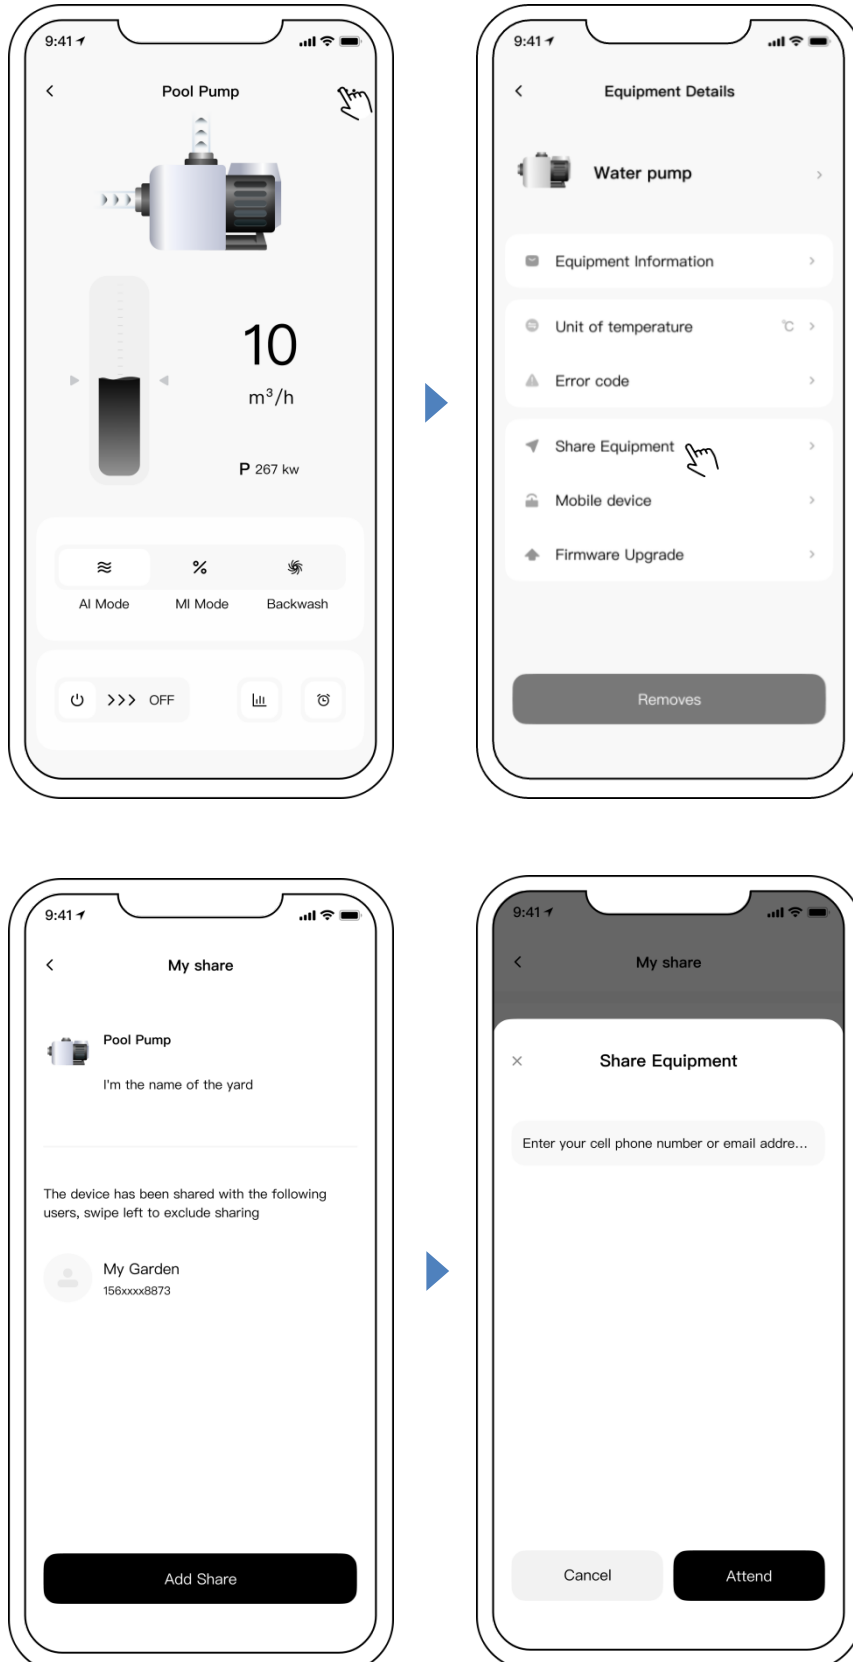 9:41
Pool Pump
10
m³/h
P 267 kw
AI Mode
MI Mode
Backwash
>>> OFF
9:41
Equipment Details
Water pump
Equipment Information
Unit of temperature
°C
Error code
Share Equipment
Mobile device
Firmware Upgrade
Removes
9:41
My share
Pool Pump
I'm the name of the yard
The device has been shared with the following
users, swipe left to exclude sharing
My Garden
156xxxx8873
Add Share
9:41
My share
Share Equipment
Enter your cell phone number or email addre...
Cancel
Attend